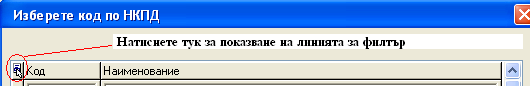 Изберете код по НКПД
Натиснете тук за показване на линията за филтър
Код Наименование